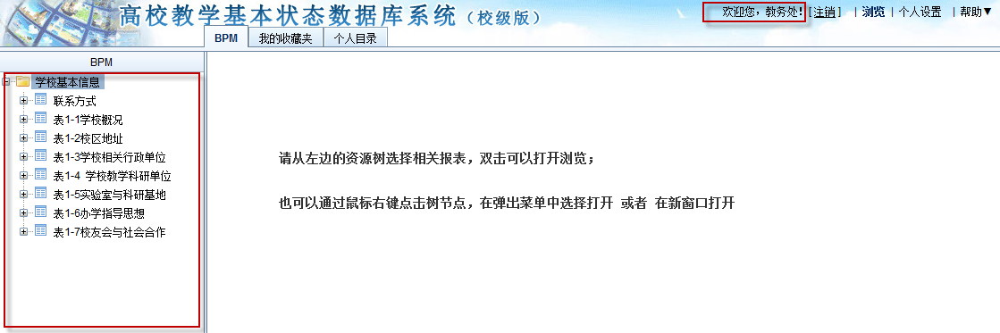 高校教学基本状态数据库系统（校级版）
欢迎您，教务处! [注销] | 浏览 | 个人设置 | 帮助▼
BPM 我的收藏夹 个人目录
BPM
学校基本信息
联系方式
表1-1学校概况
表1-2校区地址
表1-3学校相关行政单位
表1-4 学校教学科研单位
表1-5实验室与科研基地
表1-6办学指导思想
表1-7校友会与社会合作
请从左边的资源树选择相关报表，双击可以打开浏览；
也可以通过鼠标右键点击树节点，在弹出菜单中选择打开 或者 在新窗口打开